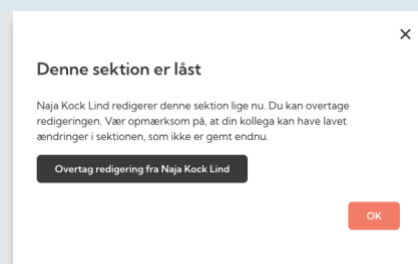 Denne sektion er låst
Naja Kock Lind redigerer denne sektion lige nu. Du kan overtage
redigeringen. Vær opmærksom på, at din kollega kan have lavet
ændringer i sektionen, som ikke er gemt endnu.
Overtag redigering fra Naja Kock Lind
OK